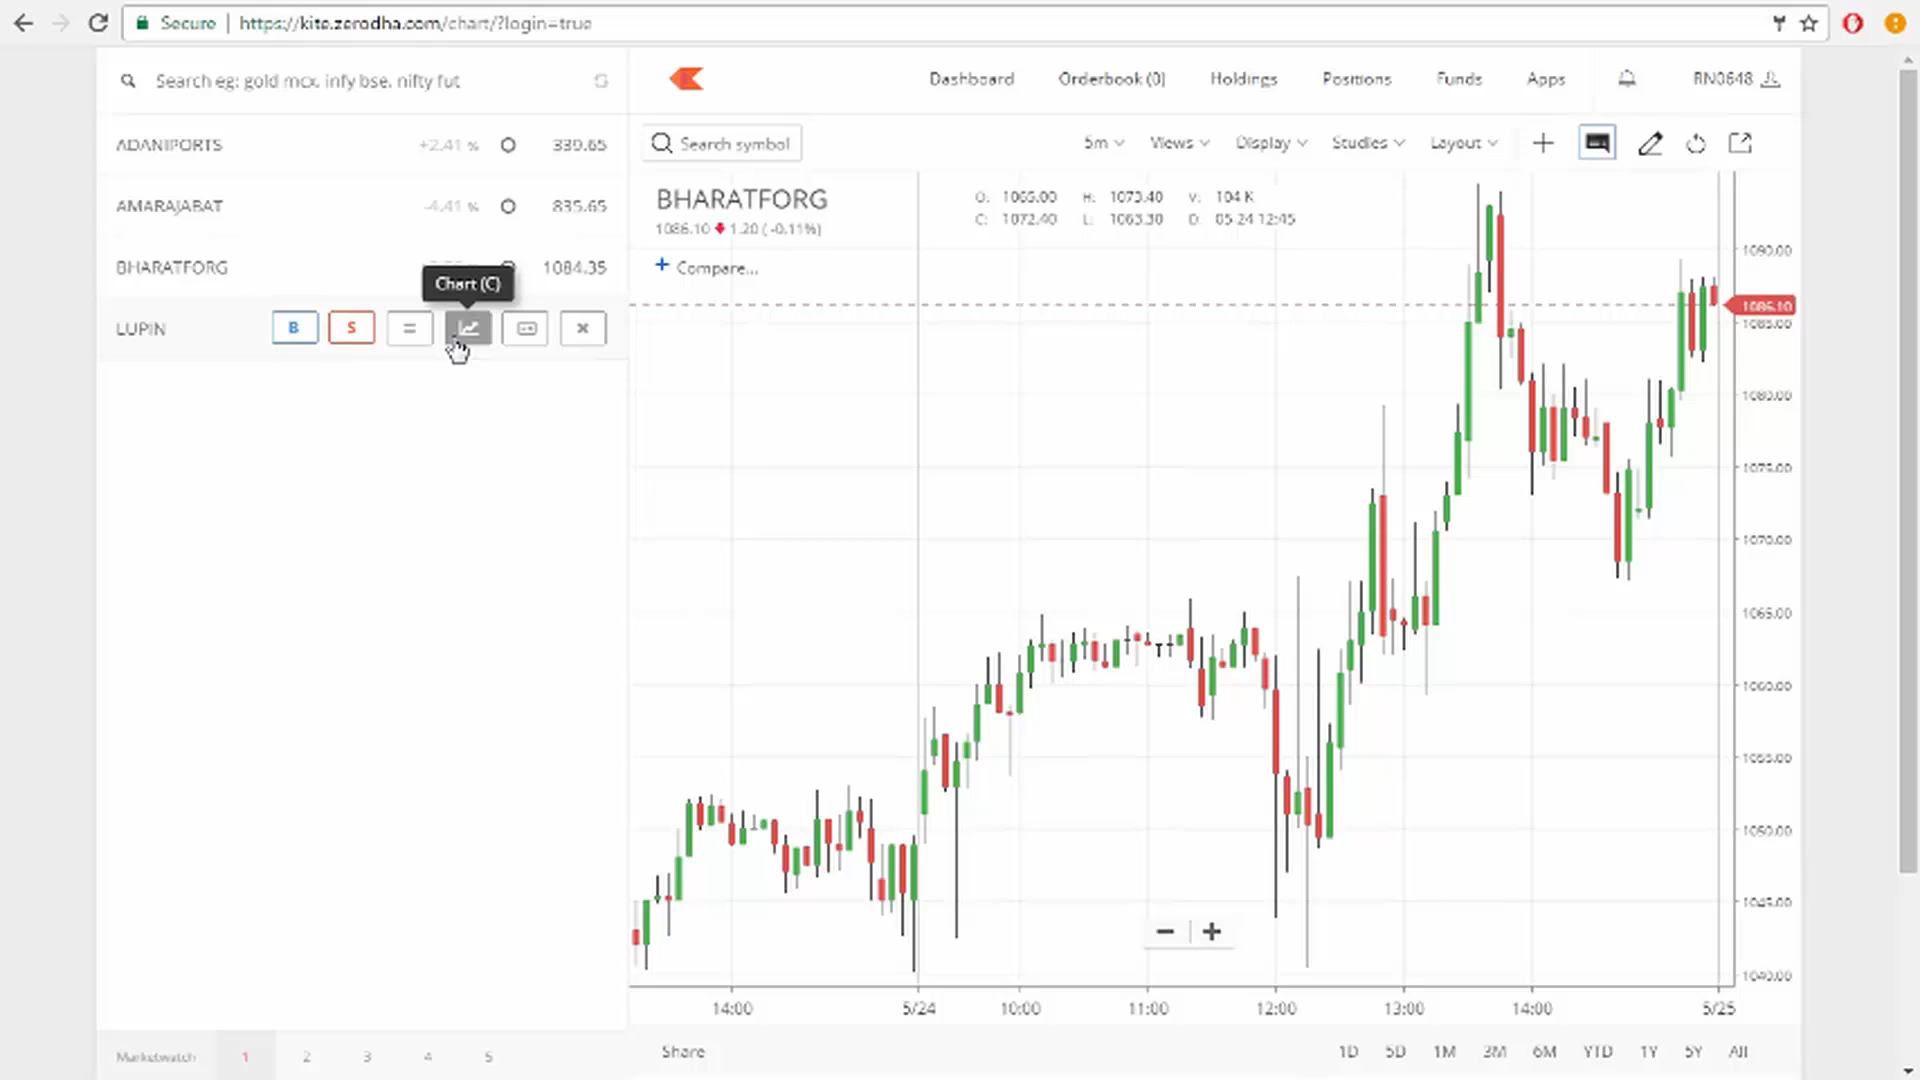 Secure | https://kite.zerodha.com/chart/?login=true
Search eg: gold mcx, infy bse, nifty fut
Dashboard Orderbook (0) Holdings Positions Funds Apps RN0648
ADANIPORTS +2.41 % 339.65
AMARAJABAT -4.41 % 835.65
BHARATFORG 1084.35
Chart (C)
LUPIN B S
Search symbol 5m Views Display Studies Layout
BHARATFORG
1086.10 1.20 (-0.11%)
O: 1065.00 H: 1073.40 V: 104 K
C: 1072.40 L: 1063.30 D: 05-24 12:45
+ Compare...
1090.00
1086.10
1085.00
1080.00
1075.00
1070.00
1065.00
1060.00
1055.00
1050.00
1045.00
1040.00
14:00 5/24 10:00 11:00 12:00 13:00 14:00 5/25
Marketwatch 1 2 3 4 5
Share 1D 5D 1M 3M 6M YTD 1Y 5Y All